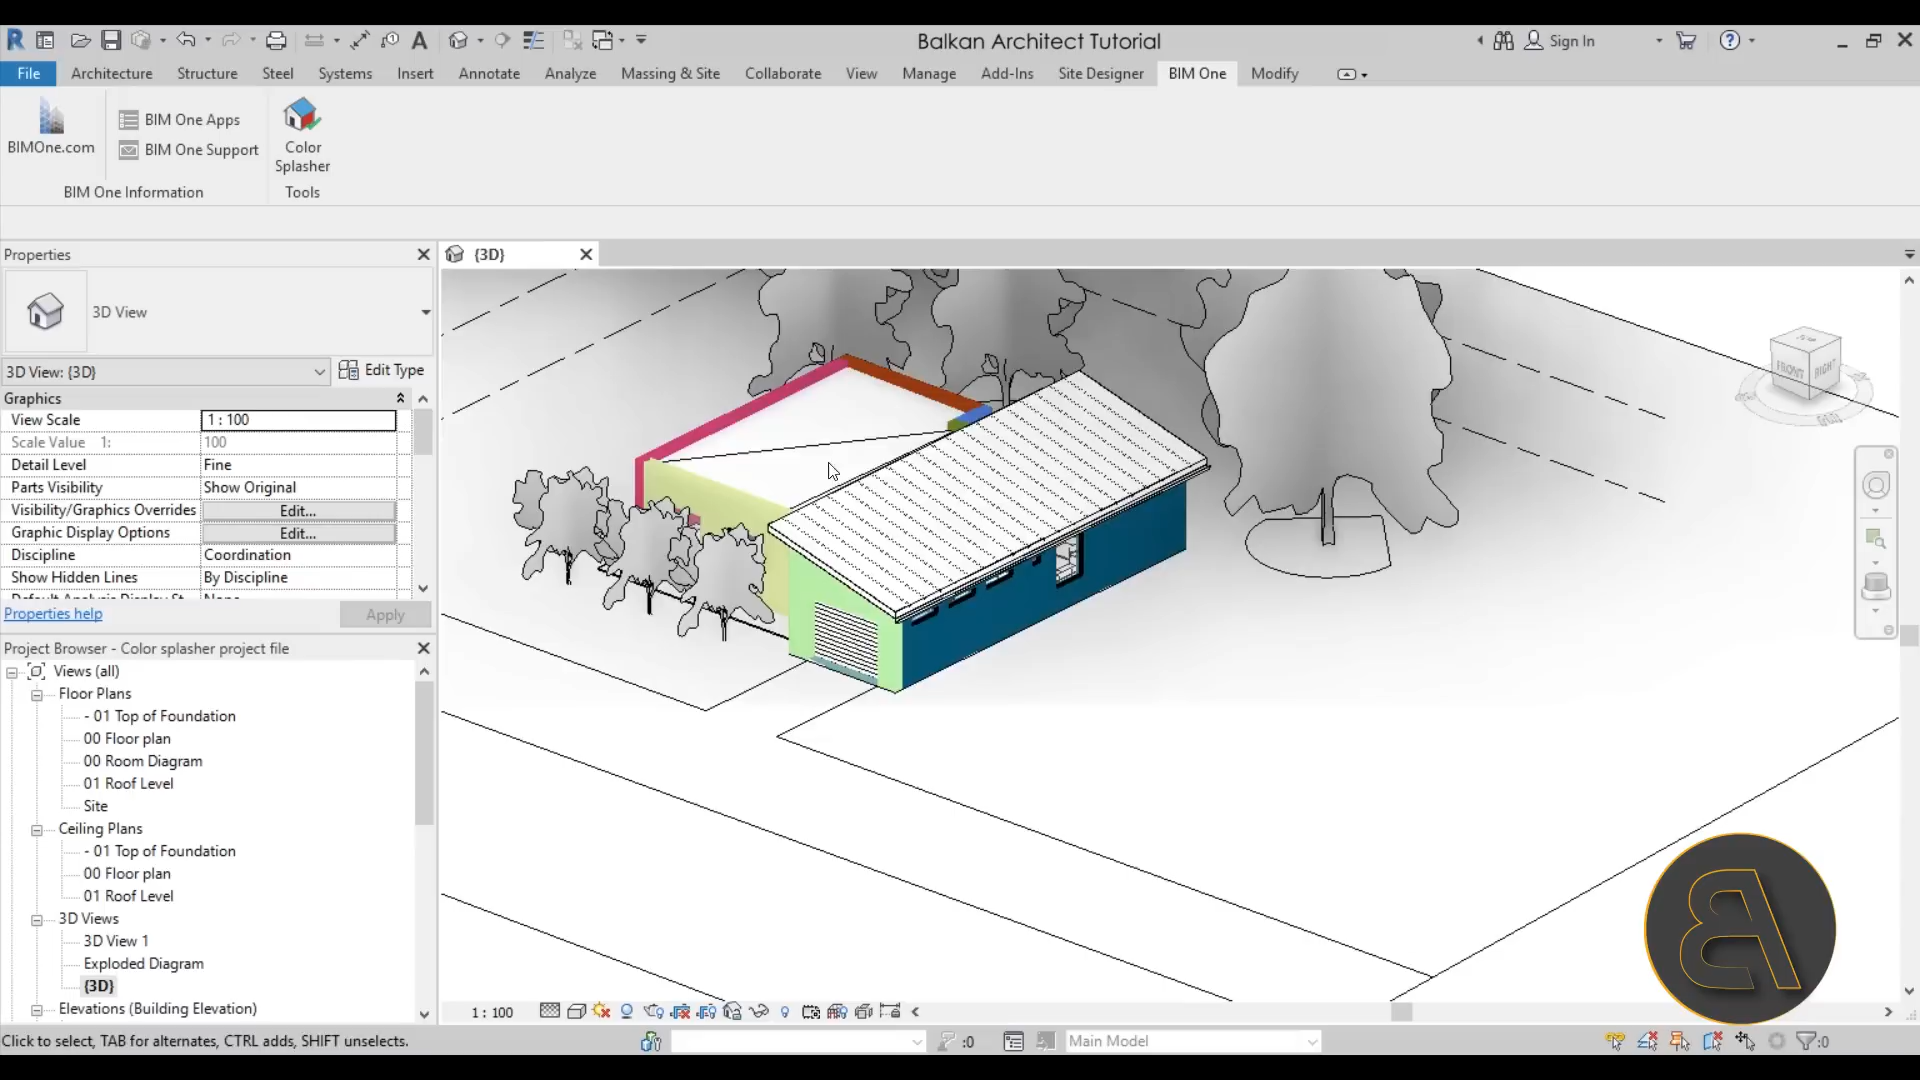 Balkan Architect Tutorial
Sign In
File Architecture Structure Steel Systems Insert Annotate Analyze Massing & Site Collaborate View Manage Add-Ins Site Designer BIM One Modify
BIMOne.com
BIM One Apps
BIM One Support
Color
Splasher
BIM One Information
Tools
Properties
{3D}
3D View
3D View: {3D}
Edit Type
Graphics
View Scale 1 : 100
Scale Value 1: 100
Detail Level Fine
Parts Visibility Show Original
Visibility/Graphics Overrides Edit...
Graphic Display Options Edit...
Discipline Coordination
Show Hidden Lines By Discipline
Properties help
Apply
Project Browser - Color splasher project file
Views (all)
Floor Plans
- 01 Top of Foundation
00 Floor plan
00 Room Diagram
01 Roof Level
Site
Ceiling Plans
- 01 Top of Foundation
00 Floor plan
01 Roof Level
3D Views
3D View 1
Exploded Diagram
{3D}
Elevations (Building Elevation)
FRONT
RIGHT
1 : 100
Click to select, TAB for alternates, CTRL adds, SHIFT unselects.
:0
Main Model
:0